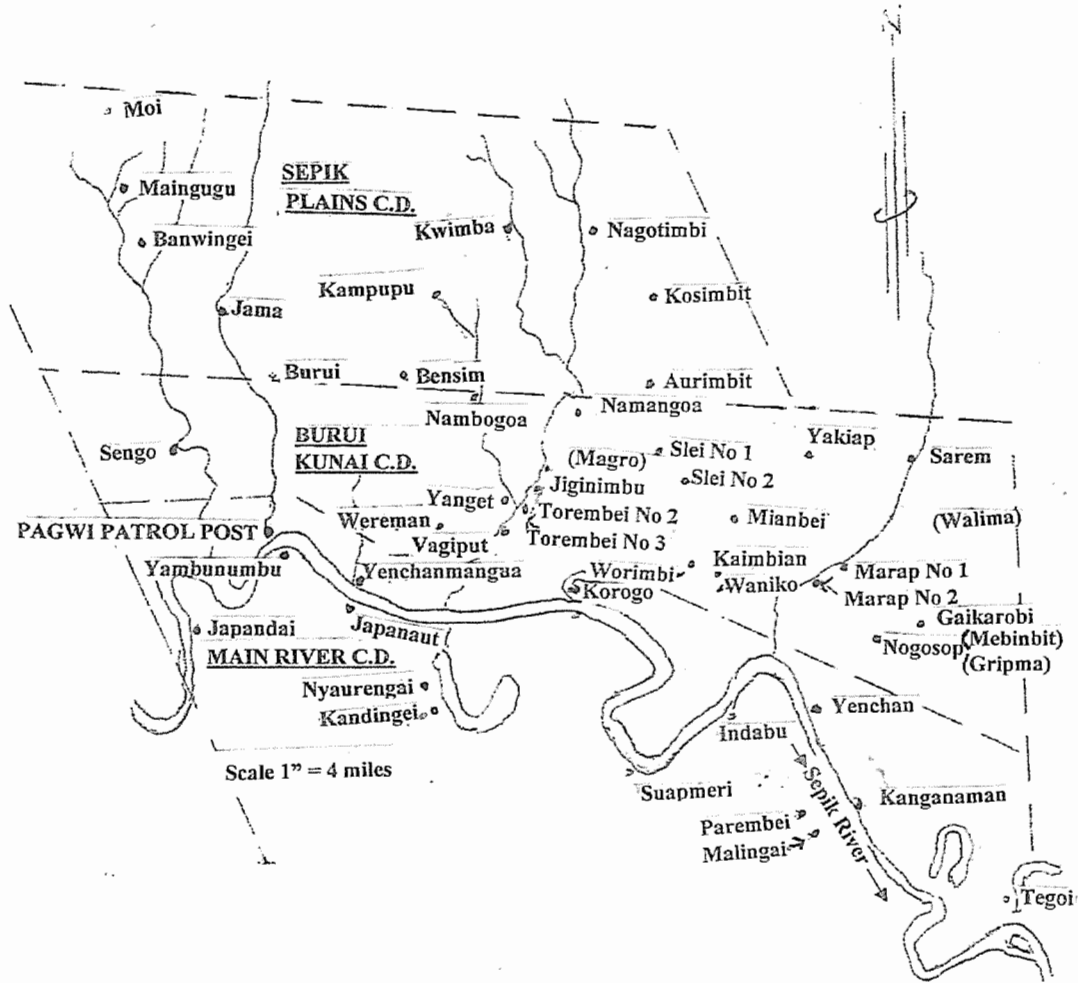 N
Moi
SEPIK
PLAINS C.D.
Maingugu
Kwimba
Nagotimbi
Banwingei
Kampupu
Kosimbit
Jama
Burui
Bensim
Aurimbit
Nambogoa
Namangoa
BURUI
KUNAI C.D.
Yakiap
Sengo
(Magro)
Slei No 1
Sarem
Jiginimbu
Slei No 2
Yanget
Torembei No 2
Wereman
Mianbei
(Walima)
PAGWI PATROL POST
Vagiput
Torembei No 3
Yambunumbu
Yenchanmangua
Worimbi
Kaimbian
Korogo
Waniko
Marap No 1
Marap No 2
Japandai
Japanaut
Gaikarobi
MAIN RIVER C.D.
Nogosop
(Mebinbit)
(Gripma)
Nyaurengai
Kandingei
Yenchan
Indabu
Scale 1" = 4 miles
Suapmeri
Sepik River
Kanganaman
Parembei
Malingai
Tegoi